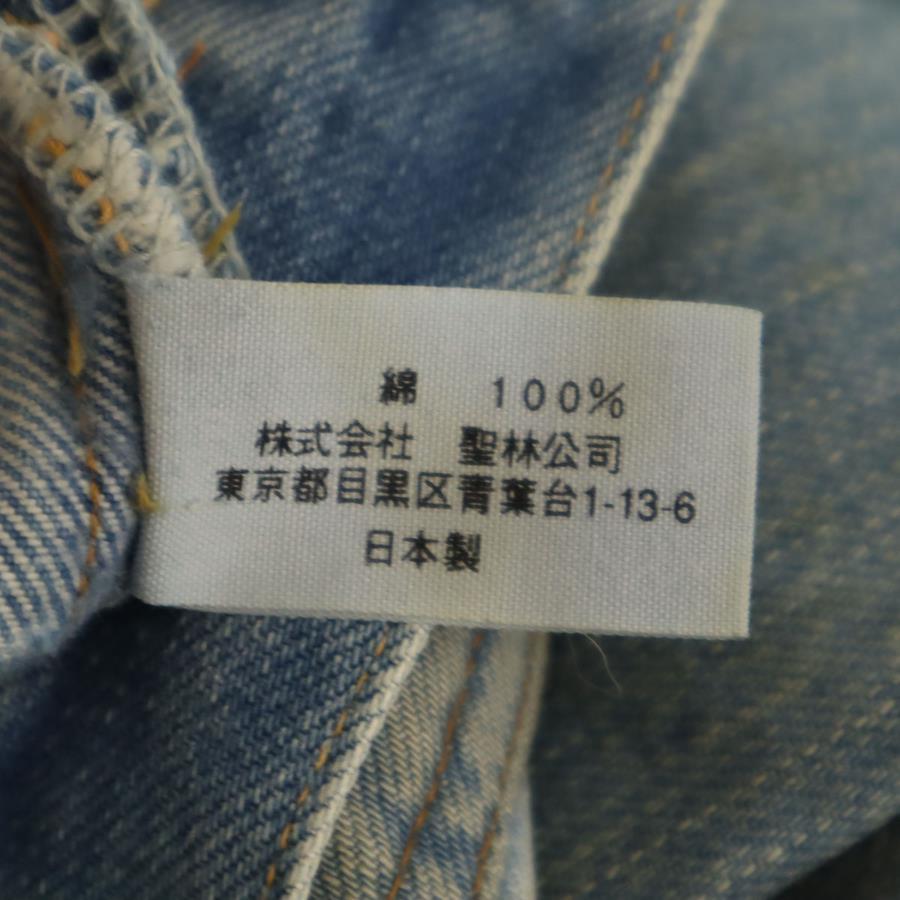 綿　100%
株式会社　聖林公司
東京都目黒区青葉台1-13-6
日本製